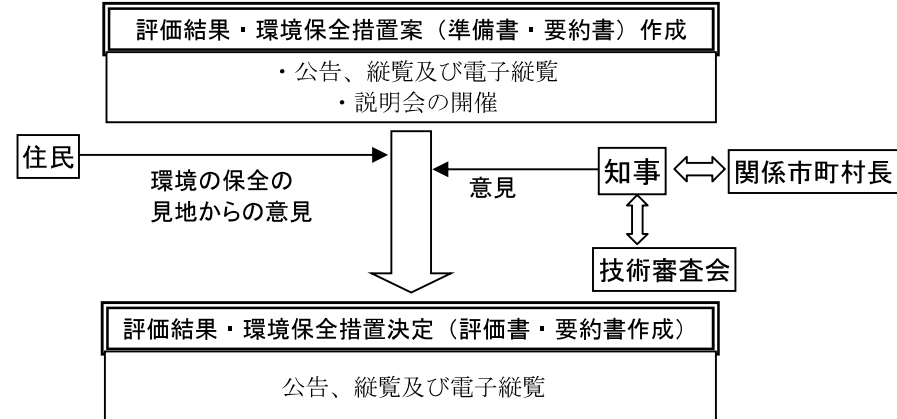 評価結果・環境保全措置案（準備書・要約書）作成
・公告、縦覧及び電子縦覧
・説明会の開催
住民
環境の保全の
見地からの意見
意見
知事
関係市町村長
技術審査会
評価結果・環境保全措置決定（評価書・要約書作成）
公告、縦覧及び電子縦覧